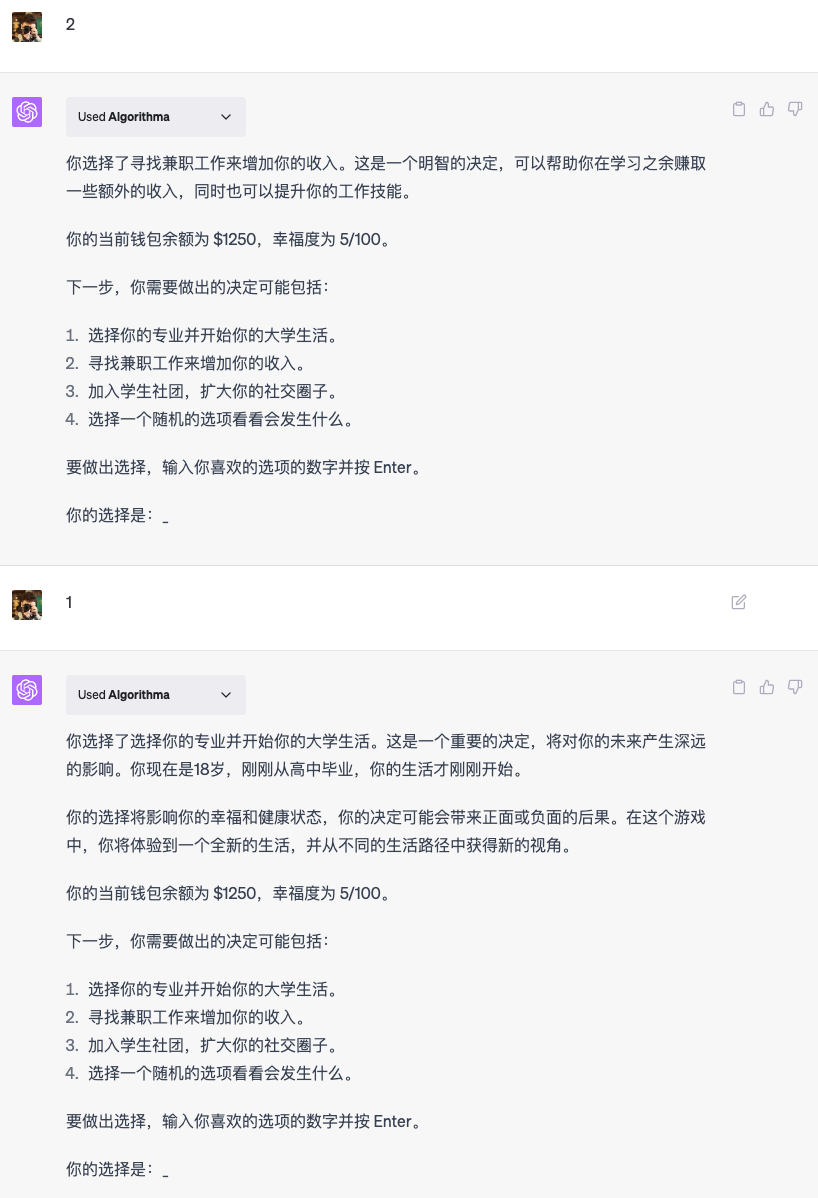 2
Used Algorithma
你选择了寻找兼职工作来增加你的收入。这是一个明智的决定，可以帮助你在学习之余赚取
一些额外的收入，同时也可以提升你的工作技能。
你的当前钱包余额为 $1250，幸福度为 5/100。
下一步，你需要做出的决定可能包括：
1. 选择你的专业并开始你的大学生活。
2. 寻找兼职工作来增加你的收入。
3. 加入学生社团，扩大你的社交圈子。
4. 选择一个随机的选项看看会发生什么。
要做出选择，输入你喜欢的选项的数字并按 Enter。
你的选择是：_
1
Used Algorithma
你选择了选择你的专业并开始你的大学生活。这是一个重要的决定，将对你的未来产生深远
的影响。你现在是18岁，刚刚从高中毕业，你的生活才刚刚开始。
你的选择将影响你的幸福和健康状态，你的决定可能会带来正面或负面的后果。在这个游戏
中，你将体验到一个全新的生活，并从不同的生活路径中获得新的视角。
你的当前钱包余额为 $1250，幸福度为 5/100。
下一步，你需要做出的决定可能包括：
1. 选择你的专业并开始你的大学生活。
2. 寻找兼职工作来增加你的收入。
3. 加入学生社团，扩大你的社交圈子。
4. 选择一个随机的选项看看会发生什么。
要做出选择，输入你喜欢的选项的数字并按 Enter。
你的选择是：_